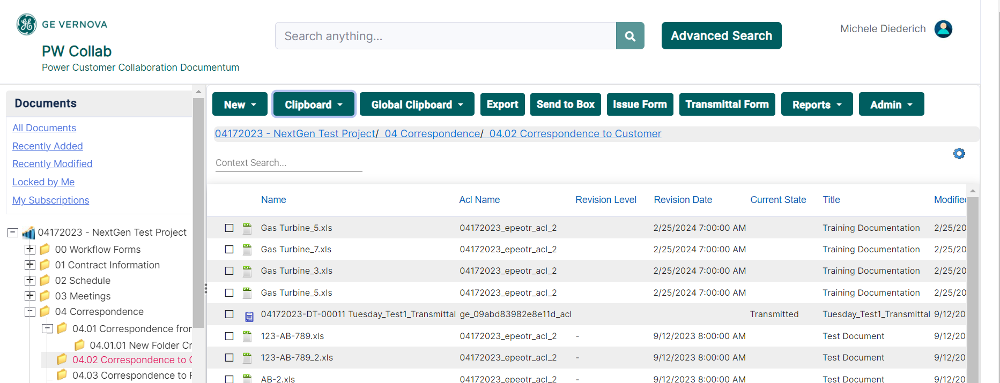 GE VERNOVA
PW Collab
Power Customer Collaboration Documentum
Search anything...
Advanced Search
Michele Diederich
Documents
All Documents
Recently Added
Recently Modified
Locked by Me
My Subscriptions
04172023 - NextGen Test Project
00 Workflow Forms
01 Contract Information
02 Schedule
03 Meetings
04 Correspondence
04.01 Correspondence from
04.01.01 New Folder Cr
04.02 Correspondence to C
04.03 Correspondence to
New Clipboard Global Clipboard Export Send to Box Issue Form Transmittal Form Reports Admin
04172023 - NextGen Test Project/ 04 Correspondence/ 04.02 Correspondence to Customer
Context Search...
Name Acl Name Revision Level Revision Date Current State Title Modified
Gas Turbine_5.xls 04172023_epeotr_acl_2 2/25/2024 7:00:00 AM Training Documentation 2/25/20
Gas Turbine_7.xls 04172023_epeotr_acl_2 2/25/2024 7:00:00 AM Training Documentation 2/25/20
Gas Turbine_3.xls 04172023_epeotr_acl_2 2/25/2024 7:00:00 AM Training Documentation 2/25/20
Gas Turbine_5.xls 04172023_epeotr_acl_2 2/25/2024 7:00:00 AM Training Documentation 2/25/20
04172023-DT-00011 Tuesday_Test1_Transmittal ge_09abd83982e8e11d_acl Transmitted Tuesday_Test1_Transmittal 9/12/20
123-AB-789.xls 04172023_epeotr_acl_2 - 9/12/2023 8:00:00 AM Test Document 9/12/20
123-AB-789_2.xls 04172023_epeotr_acl_2 - 9/12/2023 8:00:00 AM Test Document 9/12/20
AB-2.xls 04172023_epeotr_acl_2 - 9/12/2023 8:00:00 AM Test Document 9/12/20